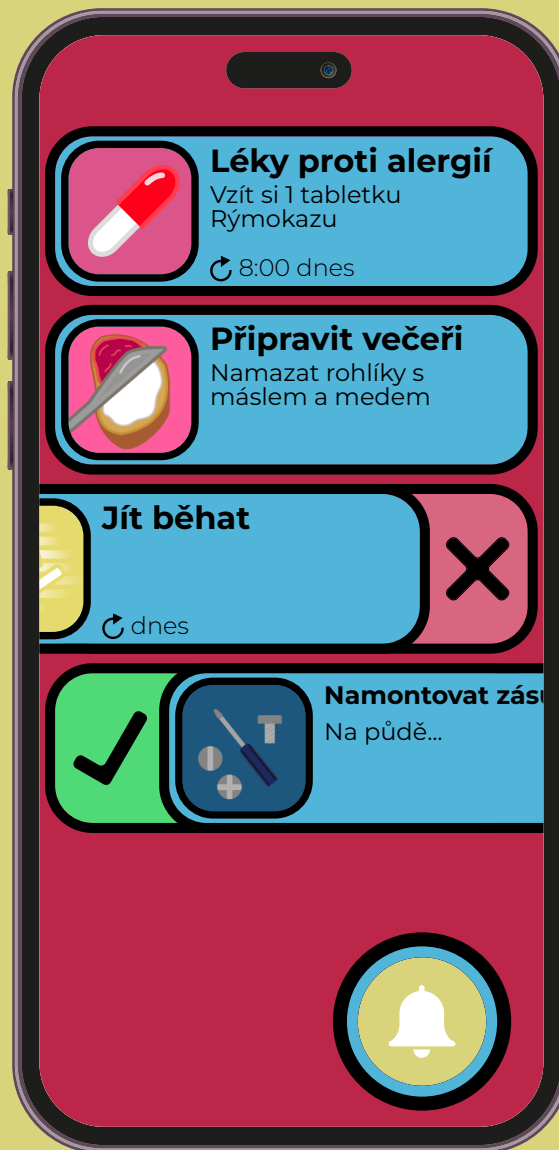 Léky proti alergií
Vzít si 1 tabletku
Rýmokazu
8:00 dnes
Připravit večeři
Namazat rohlíky s
máslem a medem
Jít běhat
dnes
Namontovat
Na půdě...